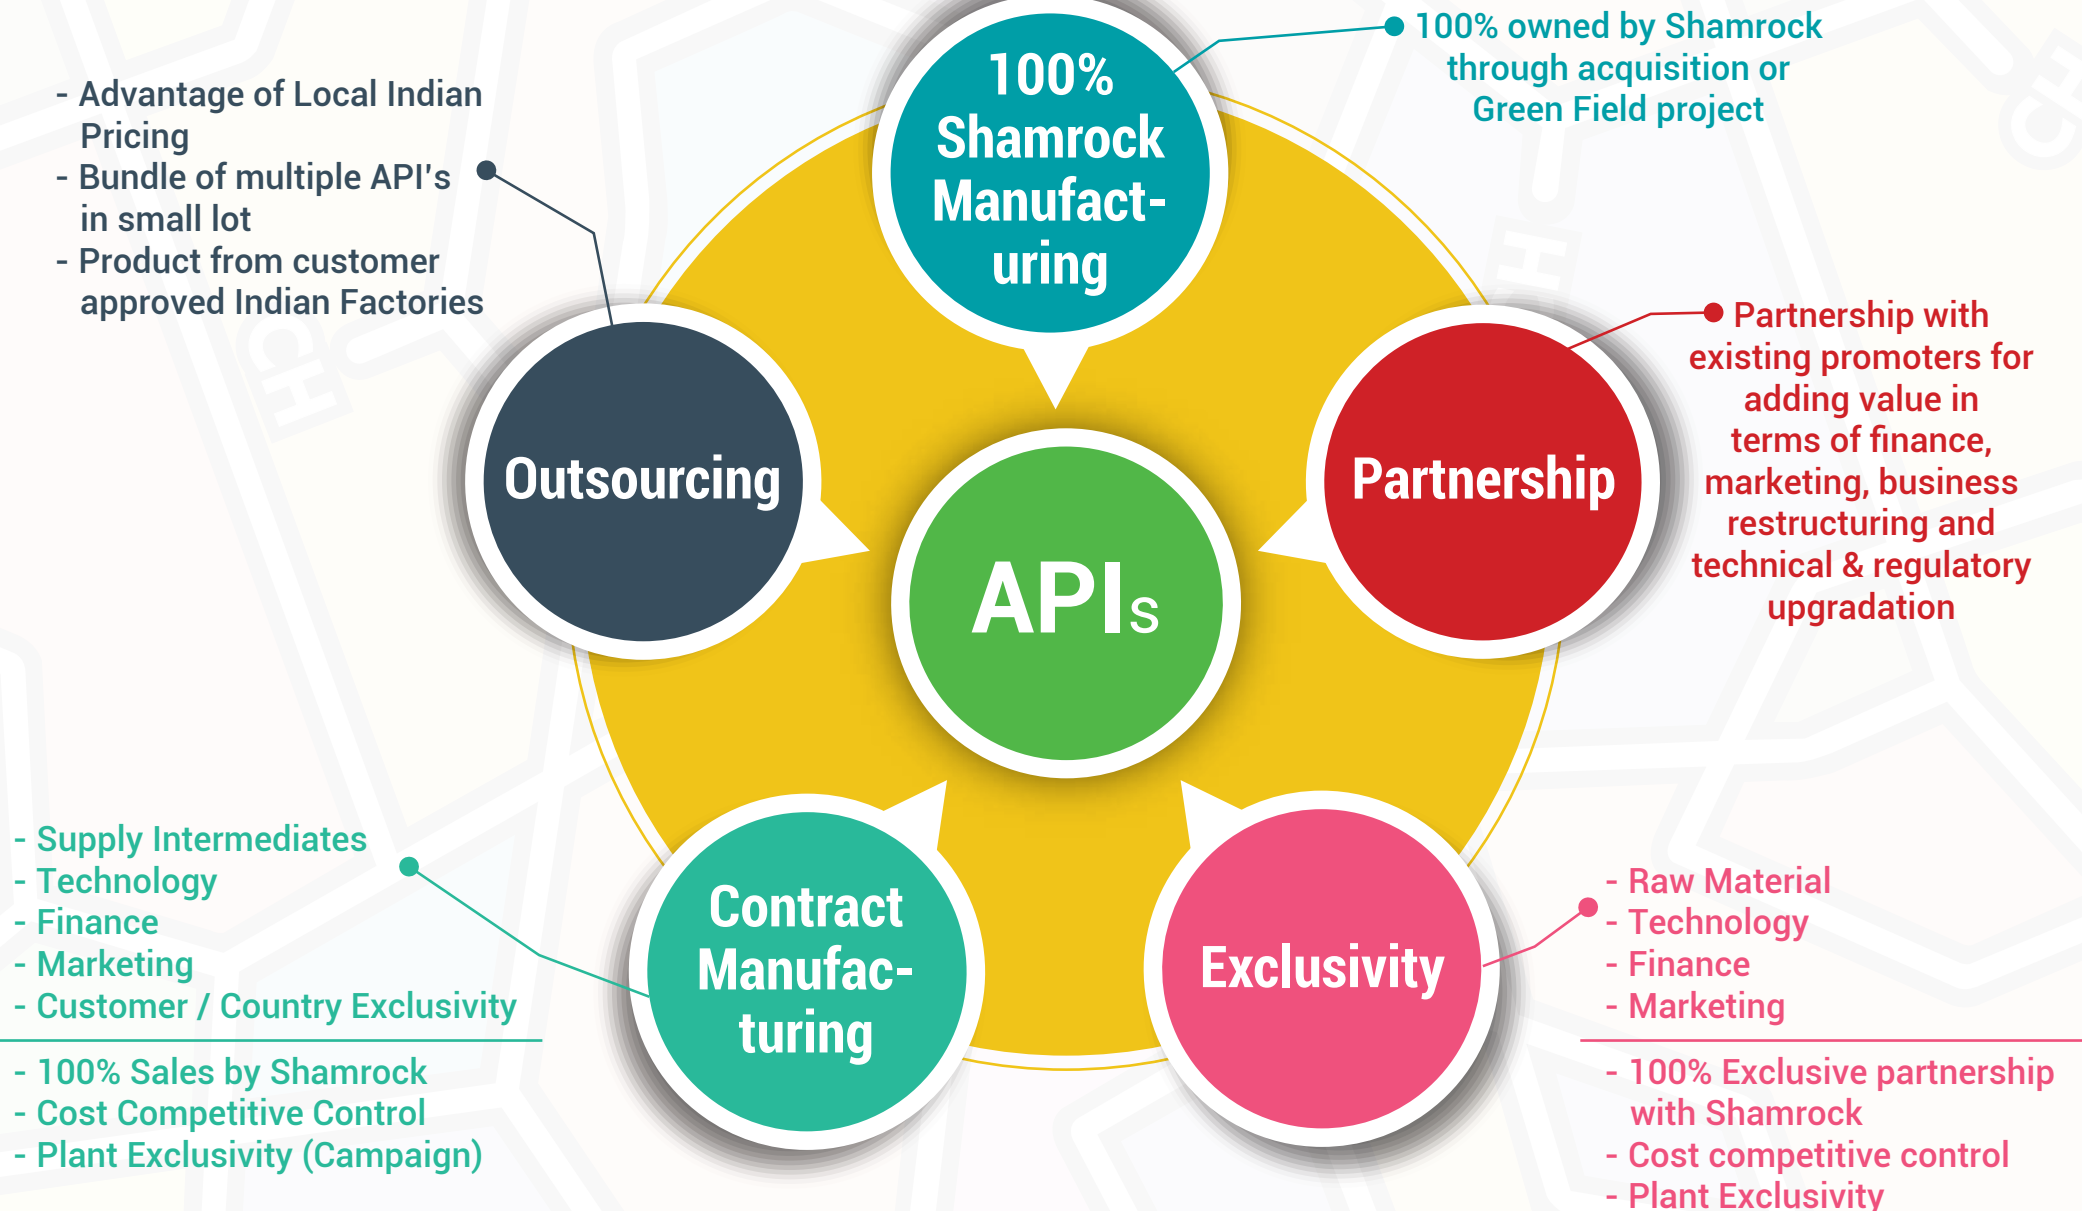 100%
Shamrock
Manufact-
uring
100% owned by Shamrock
through acquisition or
Green Field project
- Advantage of Local Indian
Pricing
- Bundle of multiple API's
in small lot
- Product from customer
approved Indian Factories
Outsourcing
Partnership
Partnership with
existing promoters for
adding value in
terms of finance,
marketing, business
restructuring and
technical & regulatory
upgradation
APIs
- Supply Intermediates
- Technology
- Finance
- Marketing
- Customer / Country Exclusivity
- 100% Sales by Shamrock
- Cost Competitive Control
- Plant Exclusivity (Campaign)
Contract
Manufac-
turing
Exclusivity
- Raw Material
- Technology
- Finance
- Marketing
- 100% Exclusive partnership
with Shamrock
- Cost competitive control
- Plant Exclusivity
CH
H
CH